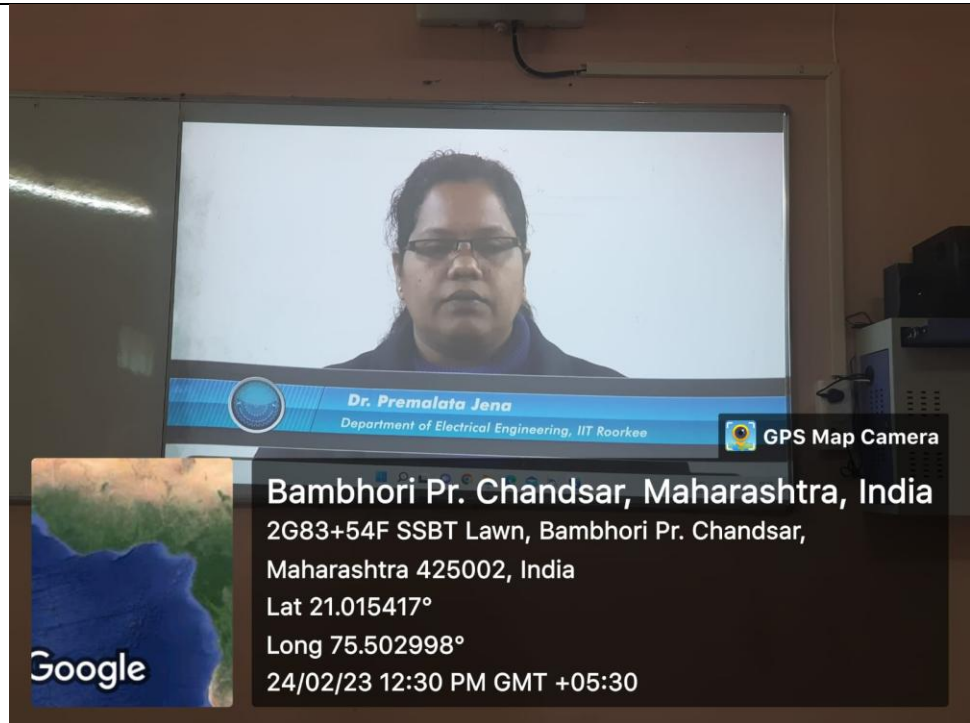 Dr. Premalata Jena
Department of Electrical Engineering, IIT Roorkee
GPS Map Camera
Bambhori Pr. Chandsar, Maharashtra, India
2G83+54F SSBT Lawn, Bambhori Pr. Chandsar,
Maharashtra 425002, India
Lat 21.015417°
Long 75.502998°
24/02/23 12:30 PM GMT +05:30
Google